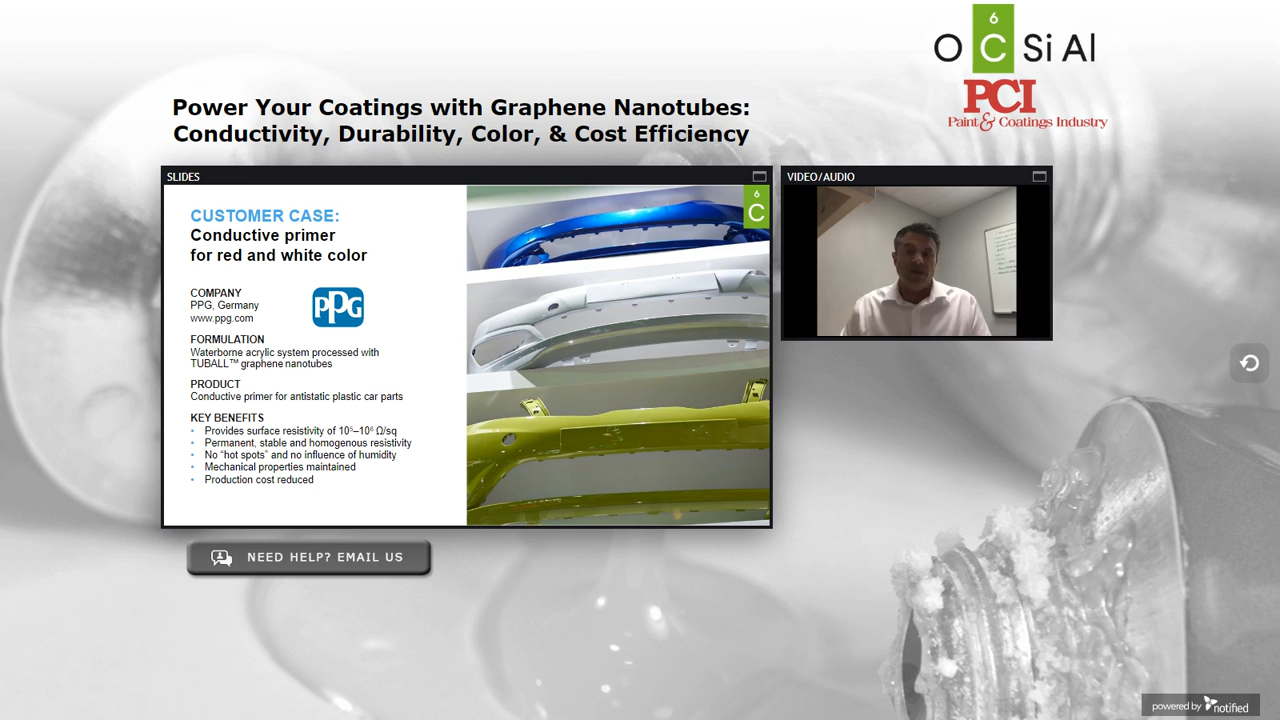 6
O C Si Al
PCI
Paint & Coatings Industry
Power Your Coatings with Graphene Nanotubes:
Conductivity, Durability, Color, & Cost Efficiency
SLIDES
VIDEO/AUDIO
6
C
CUSTOMER CASE:
Conductive primer
for red and white color
COMPANY
PPG, Germany
www.ppg.com
PPG
FORMULATION
Waterborne acrylic system processed with
TUBALL™ graphene nanotubes
PRODUCT
Conductive primer for antistatic plastic car parts
KEY BENEFITS
• Provides surface resistivity of 10⁵–10⁶ Ω/sq
• Permanent, stable and homogenous resistivity
• No "hot spots" and no influence of humidity
• Mechanical properties maintained
• Production cost reduced
NEED HELP? EMAIL US
powered by notified